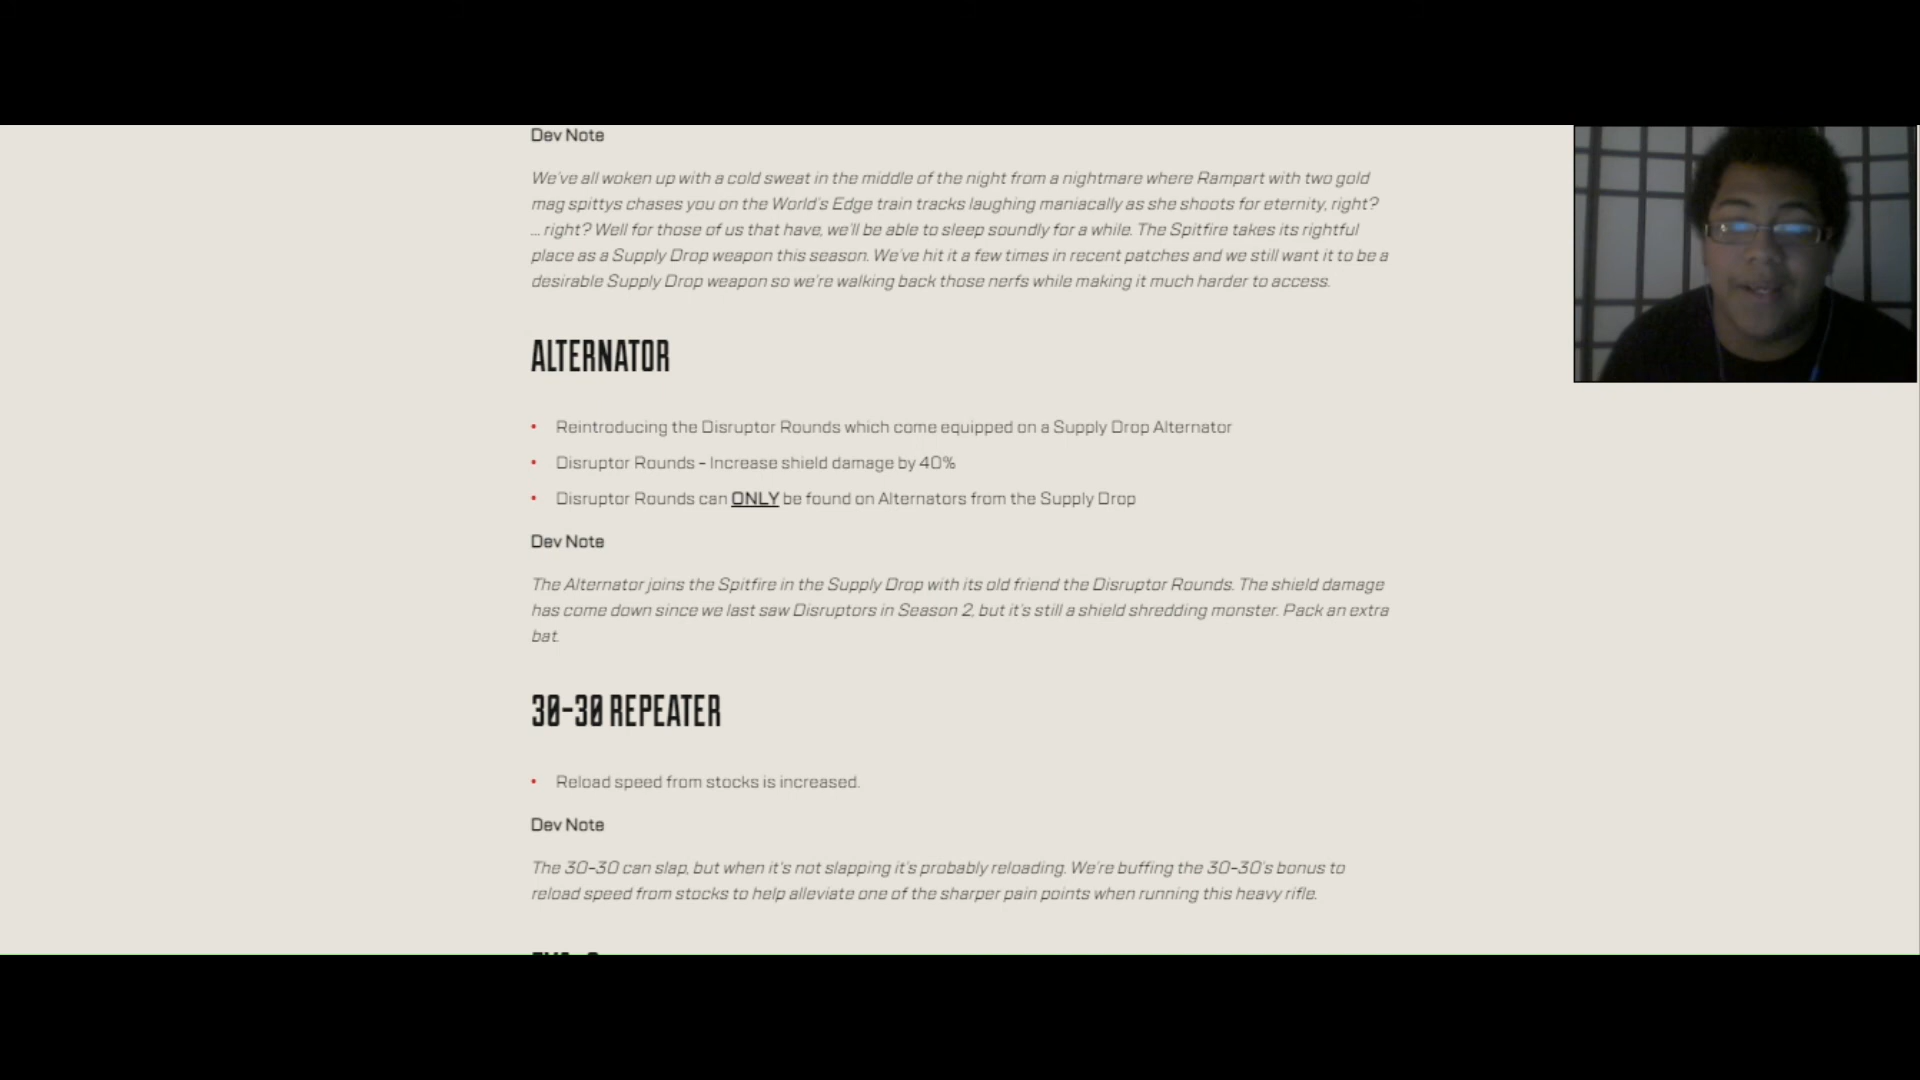 Dev Note
We've all woken up with a cold sweat in the middle of the night from a nightmare where Rampart with two gold
mag spittys chases you on the World's Edge train tracks laughing maniacally as she shoots for eternity, right?
... right? Well for those of us that have, we'll be able to sleep soundly for a while. The Spitfire takes its rightful
place as a Supply Drop weapon this season. We've hit it a few times in recent patches and we still want it to be a
desirable Supply Drop weapon so we're walking back those nerfs while making it much harder to access.
ALTERNATOR
• Reintroducing the Disruptor Rounds which come equipped on a Supply Drop Alternator
• Disruptor Rounds - Increase shield damage by 40%
• Disruptor Rounds can ONLY be found on Alternators from the Supply Drop
Dev Note
The Alternator joins the Spitfire in the Supply Drop with its old friend the Disruptor Rounds. The shield damage
has come down since we last saw Disruptors in Season 2, but it's still a shield shredding monster. Pack an extra
bat.
30-30 REPEATER
• Reload speed from stocks is increased.
Dev Note
The 30-30 can slap, but when it's not slapping it's probably reloading. We're buffing the 30-30's bonus to
reload speed from stocks to help alleviate one of the sharper pain points when running this heavy rifle.